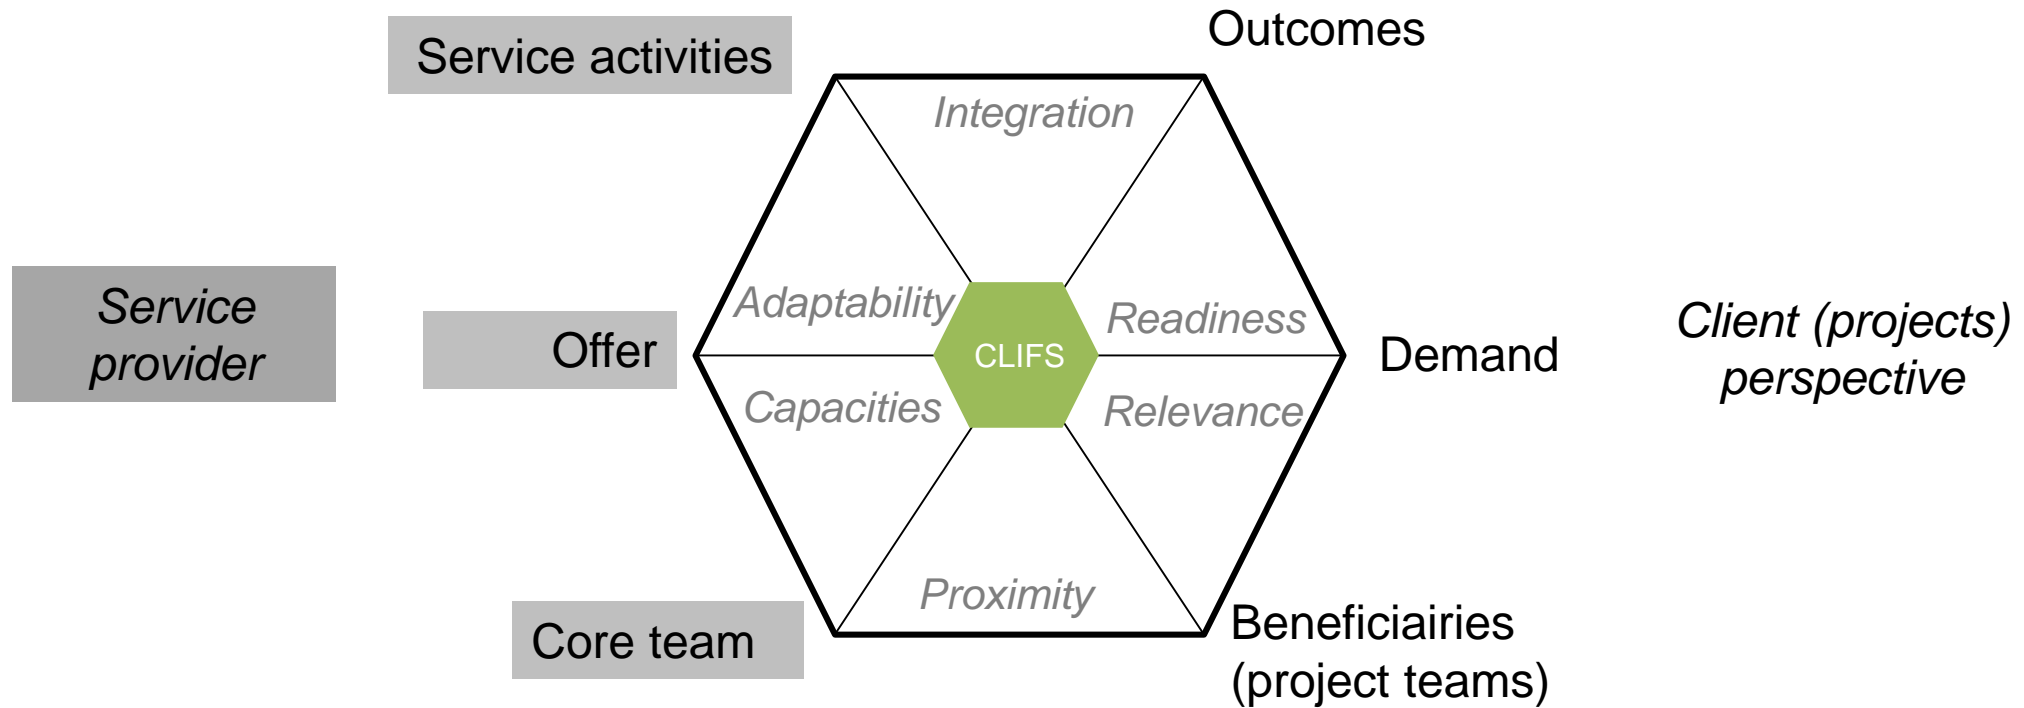 Service activities
Outcomes
Integration
Service
provider
Adaptability
Readiness
Offer
CLIFS
Demand
Client (projects)
perspective
Capacities
Relevance
Proximity
Core team
Beneficiairies
(project teams)